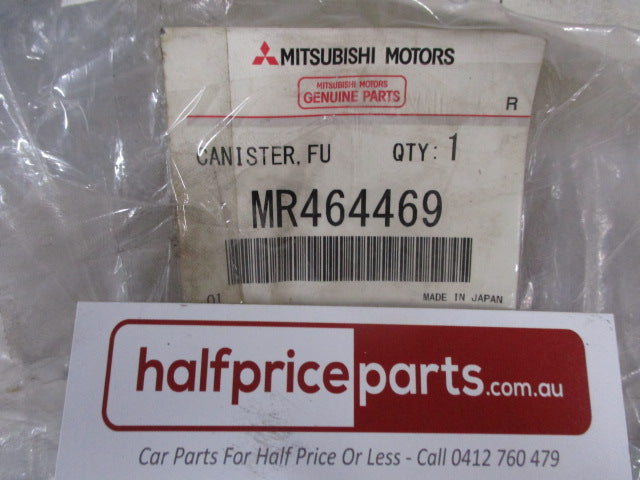 MITSUBISHI MOTORS
MITSUBISHI MOTORS
GENUINE PARTS
R
CANISTER, FU QTY: 1
MR464469
01 MADE IN JAPAN
halfpriceparts.com.au
Car Parts For Half Price Or Less - Call 0412 760 479